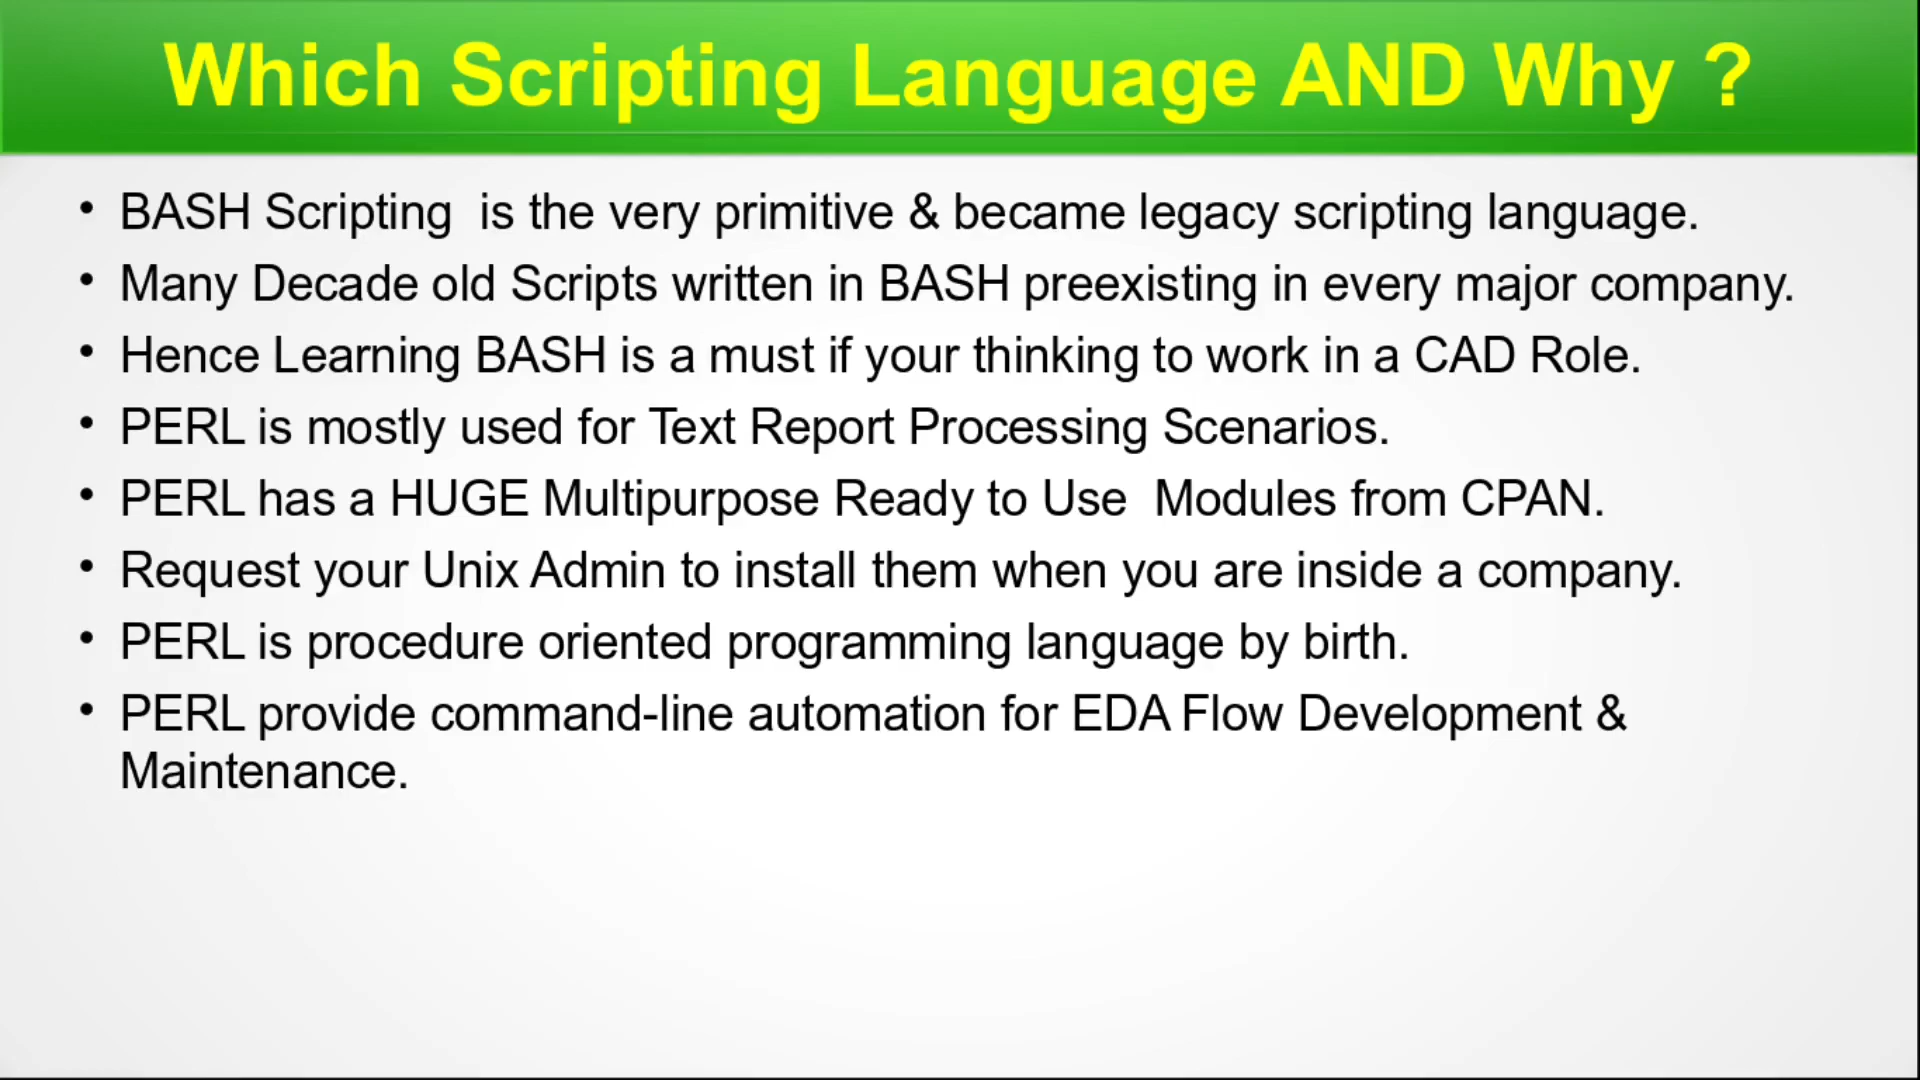 Which Scripting Language AND Why ?
• BASH Scripting  is the very primitive & became legacy scripting language.
• Many Decade old Scripts written in BASH preexisting in every major company.
• Hence Learning BASH is a must if your thinking to work in a CAD Role.
• PERL is mostly used for Text Report Processing Scenarios.
• PERL has a HUGE Multipurpose Ready to Use  Modules from CPAN.
• Request your Unix Admin to install them when you are inside a company.
• PERL is procedure oriented programming language by birth.
• PERL provide command-line automation for EDA Flow Development &
Maintenance.